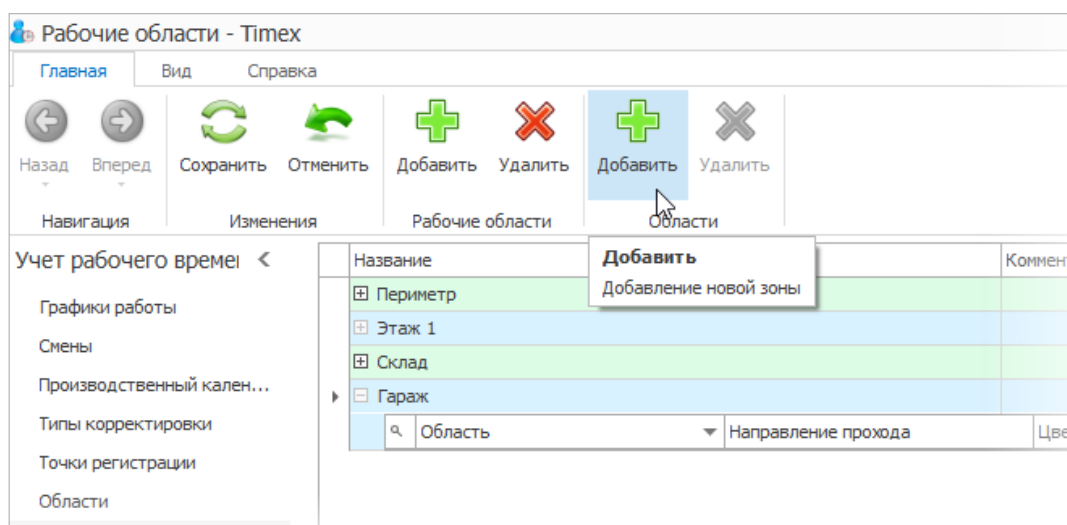 Рабочие области - Timex
Главная Вид Справка
Назад Вперед Сохранить Отменить Добавить Удалить Добавить Удалить
Навигация Изменения Рабочие области Области
Учет рабочего времен
Графики работы
Смены
Производственный кален...
Типы корректировки
Точки регистрации
Области
Название Коммент
Добавить
Добавление новой зоны
Периметр
Этаж 1
Склад
Гараж
Область Направление прохода Цве